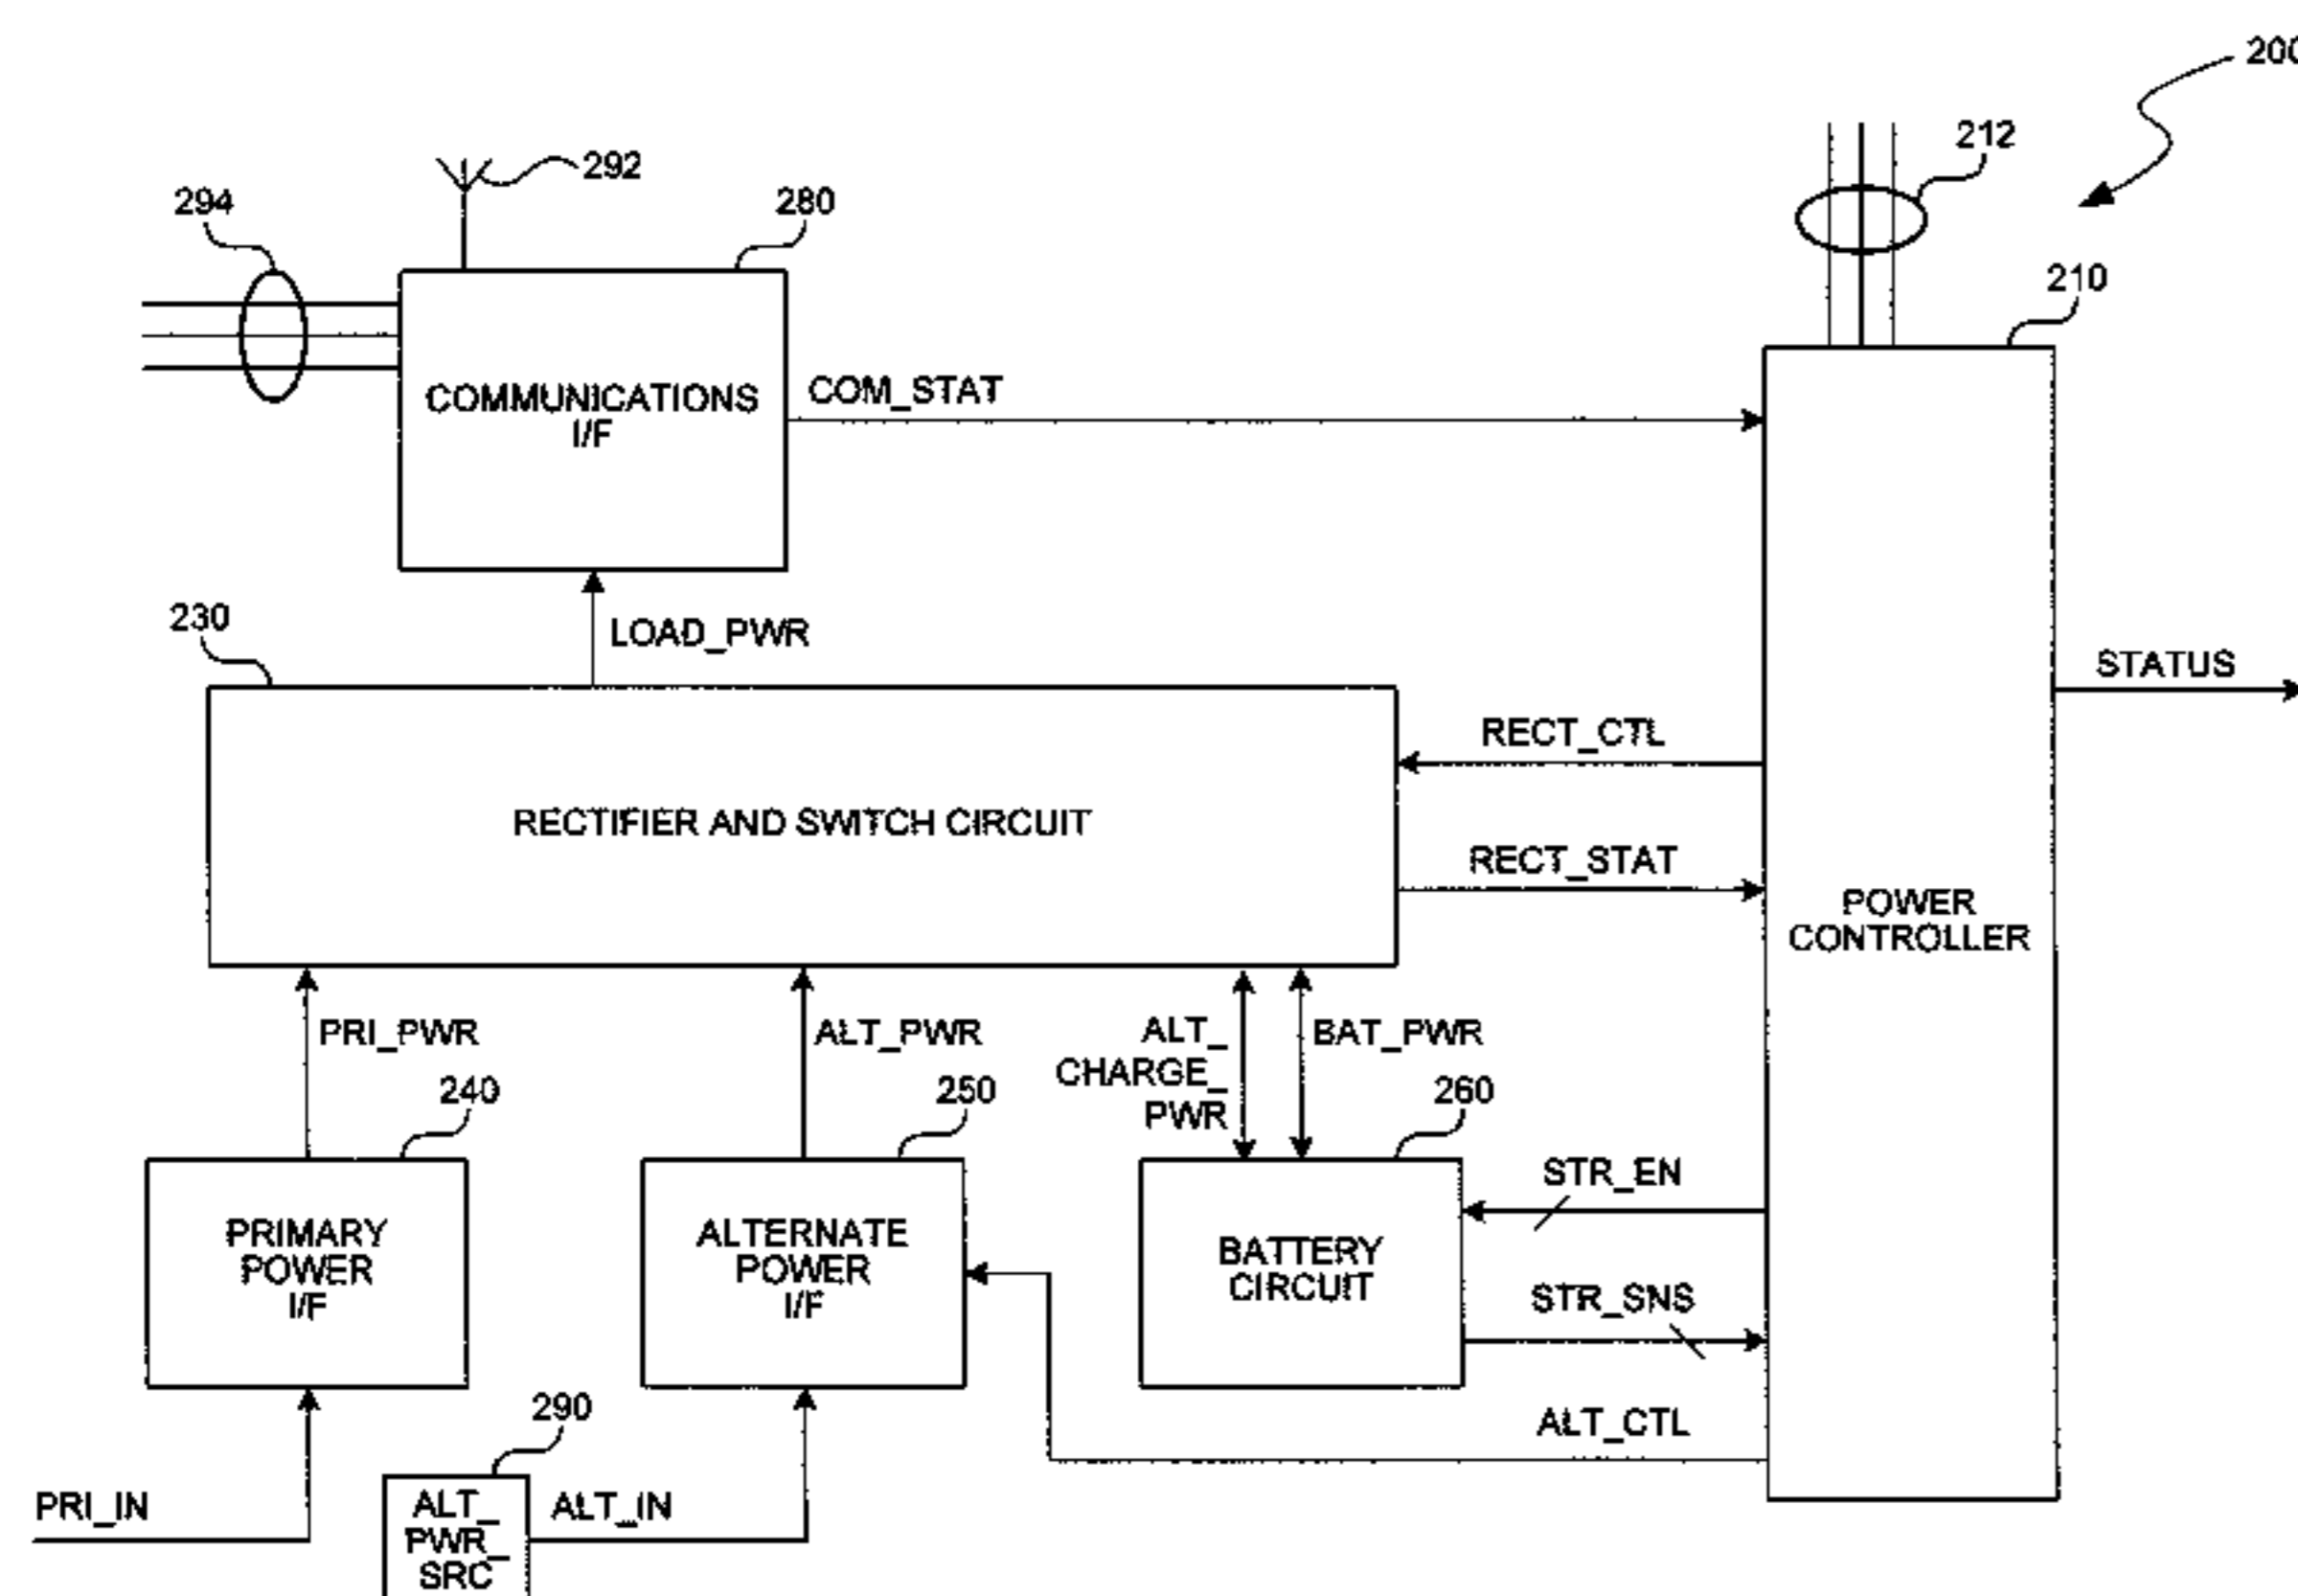 200
212
292
294
280
210
COMMUNICATIONS
I/F
COM_STAT
230
LOAD_PWR
STATUS
RECT_CTL
RECTIFIER AND SWITCH CIRCUIT
RECT_STAT
POWER
CONTROLLER
PRI_PWR
ALT_PWR
ALT_
CHARGE_
PWR
BAT_PWR
240
250
260
PRIMARY
POWER
I/F
ALTERNATE
POWER
I/F
BATTERY
CIRCUIT
STR_EN
STR_SNS
290
ALT_CTL
PRI_IN
ALT_
PWR_
SRC
ALT_IN